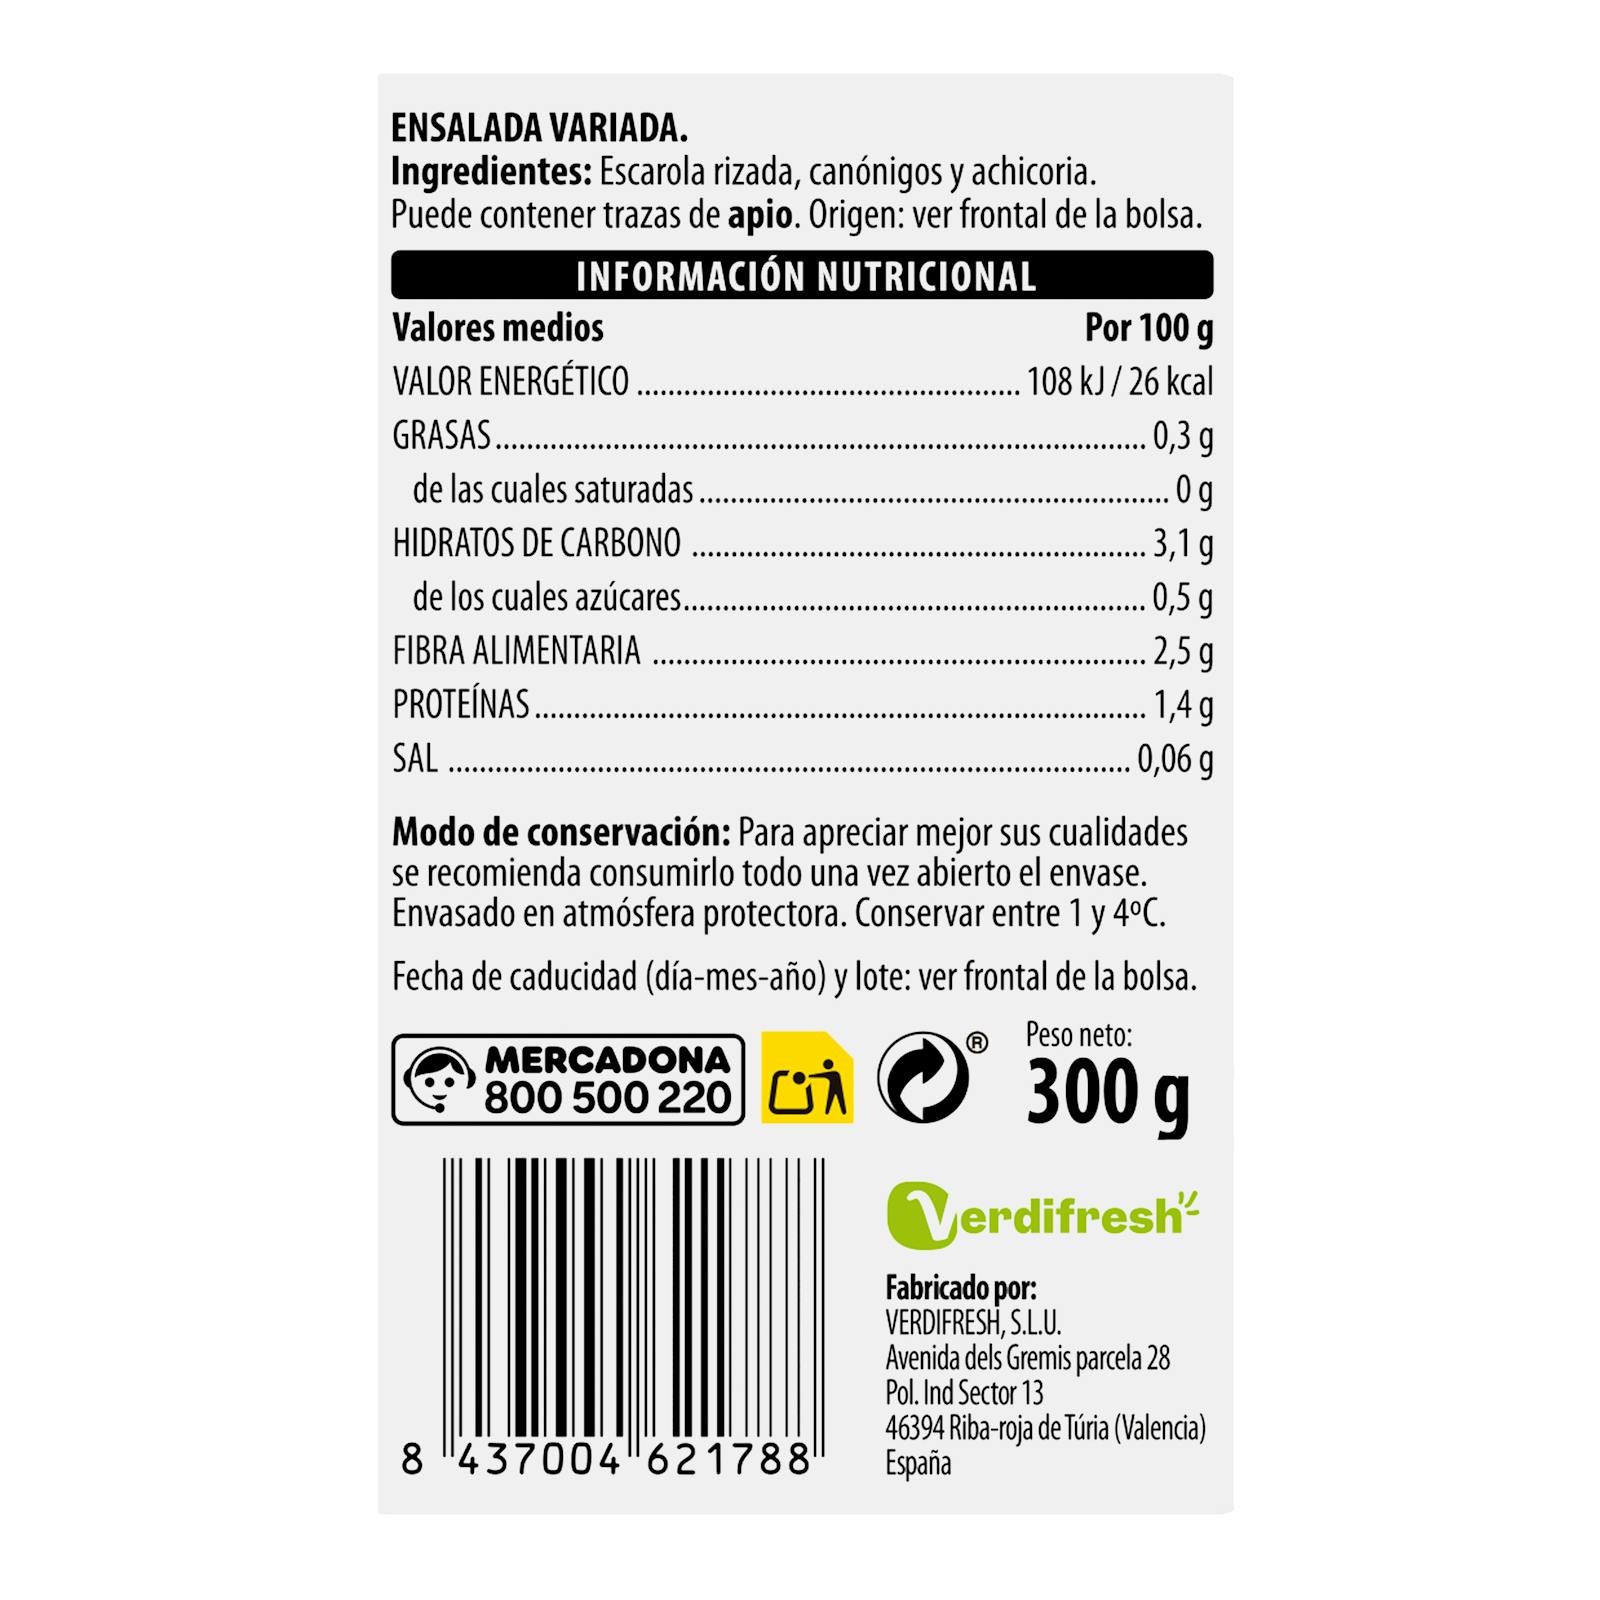 ENSALADA VARIADA.
Ingredientes: Escarola rizada, canónigos y achicoria.
Puede contener trazas de apio. Origen: ver frontal de la bolsa.
INFORMACIÓN NUTRICIONAL
Valores medios Por 100 g
VALOR ENERGÉTICO ................ 108 kJ / 26 kcal
GRASAS ................ 0,3 g
de las cuales saturadas ................ 0 g
HIDRATOS DE CARBONO ................ 3,1 g
de los cuales azúcares ................ 0,5 g
FIBRA ALIMENTARIA ................ 2,5 g
PROTEÍNAS ................ 1,4 g
SAL ................ 0,06 g
Modo de conservación: Para apreciar mejor sus cualidades
se recomienda consumirlo todo una vez abierto el envase.
Envasado en atmósfera protectora. Conservar entre 1 y 4ºC.
Fecha de caducidad (día-mes-año) y lote: ver frontal de la bolsa.
MERCADONA
800 500 220
®
Peso neto:
300 g
Verdifresh
Fabricado por:
VERDIFRESH, S.L.U.
Avenida dels Gremis parcela 28
Pol. Ind Sector 13
46394 Riba-roja de Túria (Valencia)
España
8 437004 621788